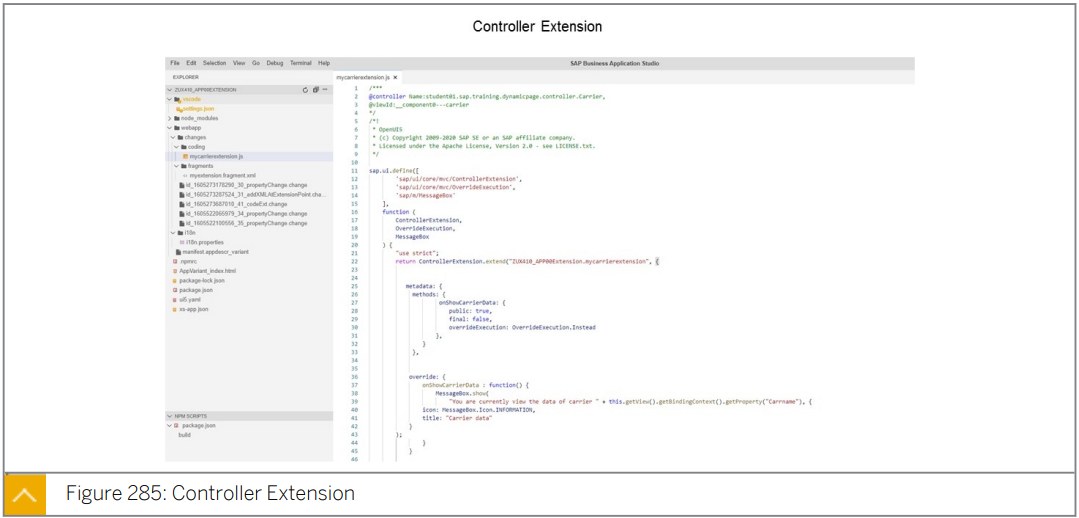 Controller Extension
File Edit Selection View Go Debug Terminal Help
SAP Business Application Studio
EXPLORER
ZUX410_APP00EXTENSION
.vscode
settings.json
node_modules
webapp
changes
coding
mycarrierextension.js
fragments
myextension.fragment.xml
id_1605273178290_30_propertyChange.change
id_1605273287524_31_addXMLAtExtensionPoint.cha...
id_1605273687010_41_codeExt.change
id_1605522065979_34_propertyChange.change
id_1605522100556_35_propertyChange.change
i18n
i18n.properties
manifest.appdescr_variant
.npmrc
AppVariant_index.html
package-lock.json
package.json
ui5.yaml
xs-app.json
NPM SCRIPTS
package.json
build
mycarrierextension.js ×
1 /***
2 @controller Name:student01.sap.training.dynamicpage.controller.Carrier,
3 @viewId:__component0---carrier
4 */
5 /*!
6 * OpenUI5
7 * (c) Copyright 2009-2020 SAP SE or an SAP affiliate company.
8 * Licensed under the Apache License, Version 2.0 - see LICENSE.txt.
9 */
10
11 sap.ui.define([
12 'sap/ui/core/mvc/ControllerExtension',
13 'sap/ui/core/mvc/OverrideExecution',
14 'sap/m/MessageBox'
15 ],
16 function (
17 ControllerExtension,
18 OverrideExecution,
19 MessageBox
20 ) {
21 "use strict";
22 return ControllerExtension.extend("ZUX410_APP00Extension.mycarrierextension", {
23
24
25 metadata: {
26 methods: {
27 onShowCarrierData: {
28 public: true,
29 final: false,
30 overrideExecution: OverrideExecution.Instead
31 },
32 }
33 },
34
35
36 override: {
37 onShowCarrierData : function() {
38 MessageBox.show(
39 "You are currently view the data of carrier " + this.getView().getBindingContext().getProperty("Carrname"), {
40 icon: MessageBox.Icon.INFORMATION,
41 title: "Carrier data"
42 }
43 );
44 }
45 }
46
Figure 285: Controller Extension